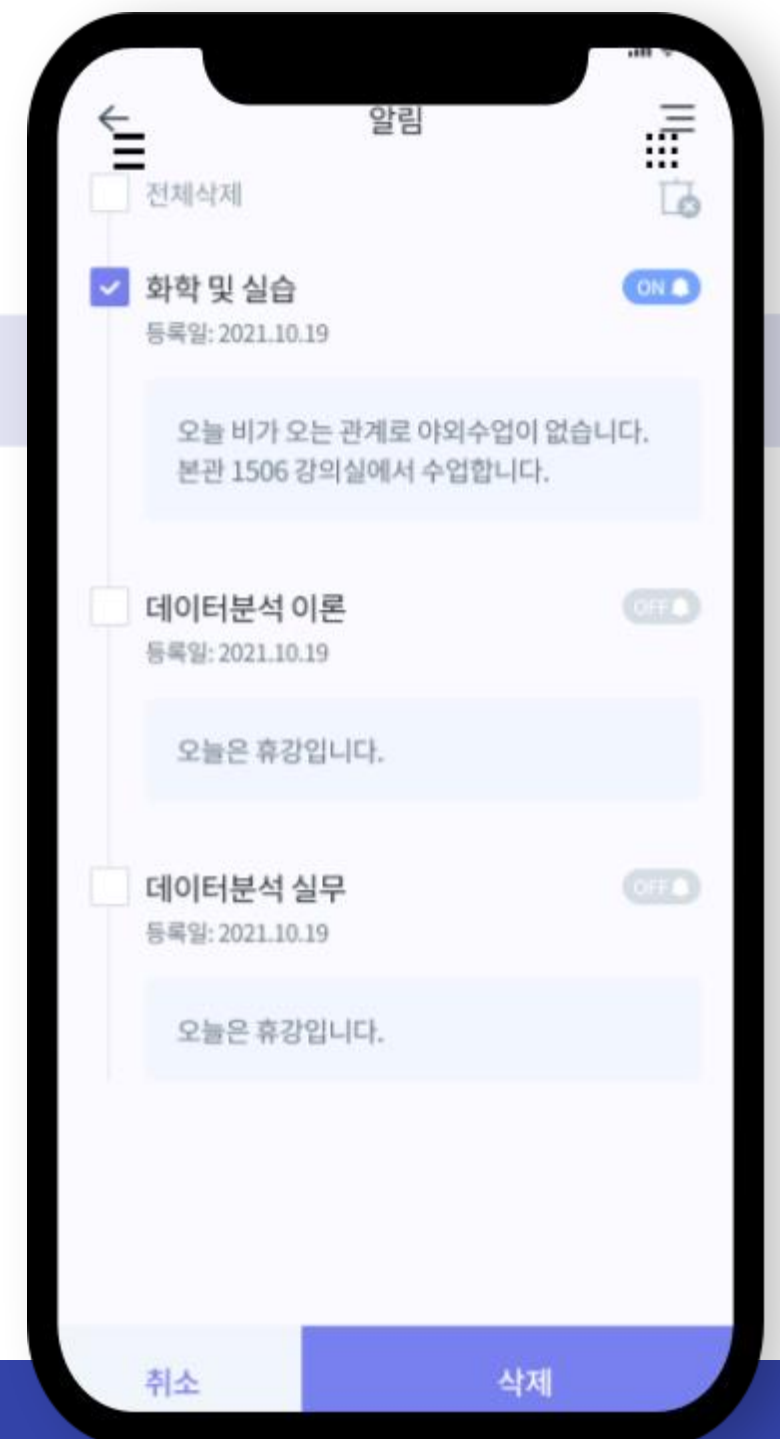 알림
전체삭제
화학 및 실습
ON
등록일: 2021.10.19
오늘 비가 오는 관계로 야외수업이 없습니다.
본관 1506 강의실에서 수업합니다.
데이터분석 이론
OFF
등록일: 2021.10.19
오늘은 휴강입니다.
데이터분석 실무
OFF
등록일: 2021.10.19
오늘은 휴강입니다.
취소
삭제